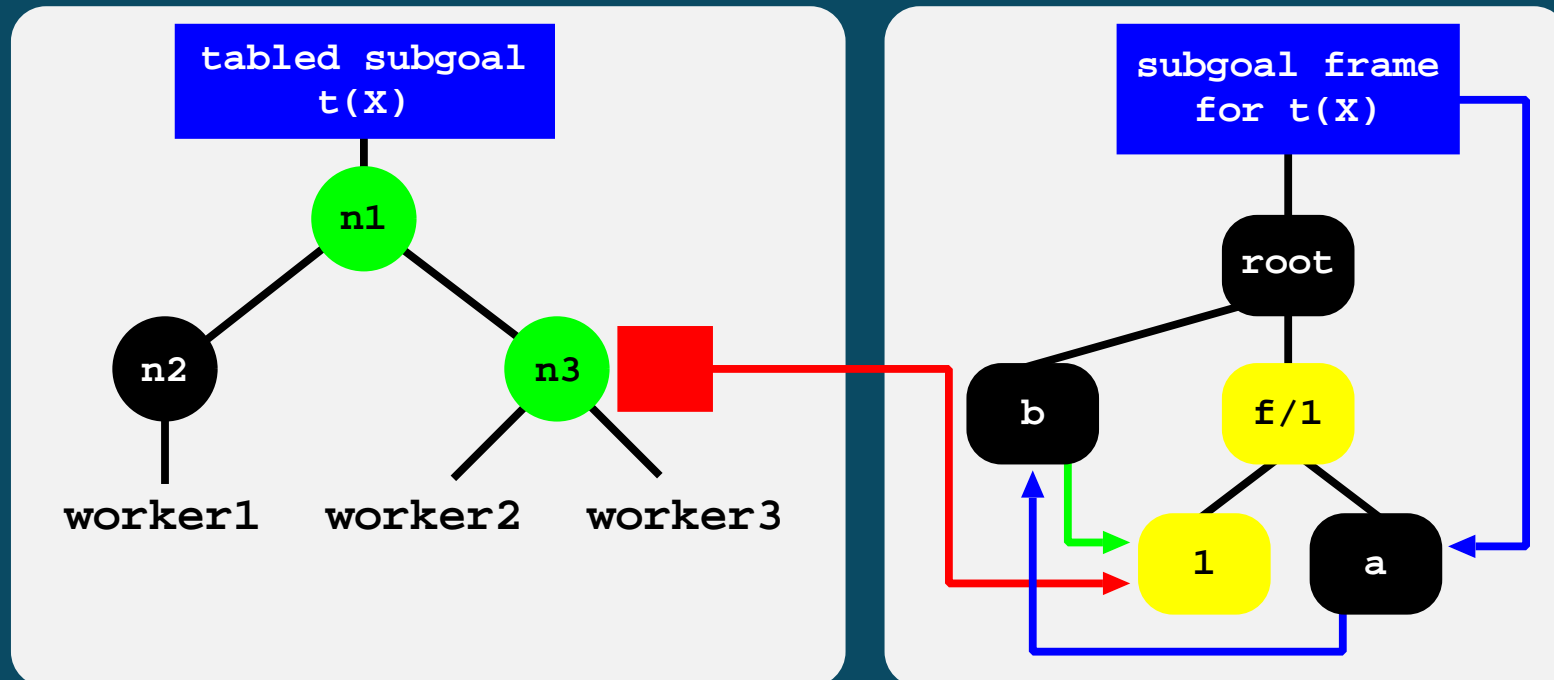 tabled subgoal
t(X)
n1
n2
n3
worker1
worker2
worker3
subgoal frame
for t(X)
root
b
f/1
1
a